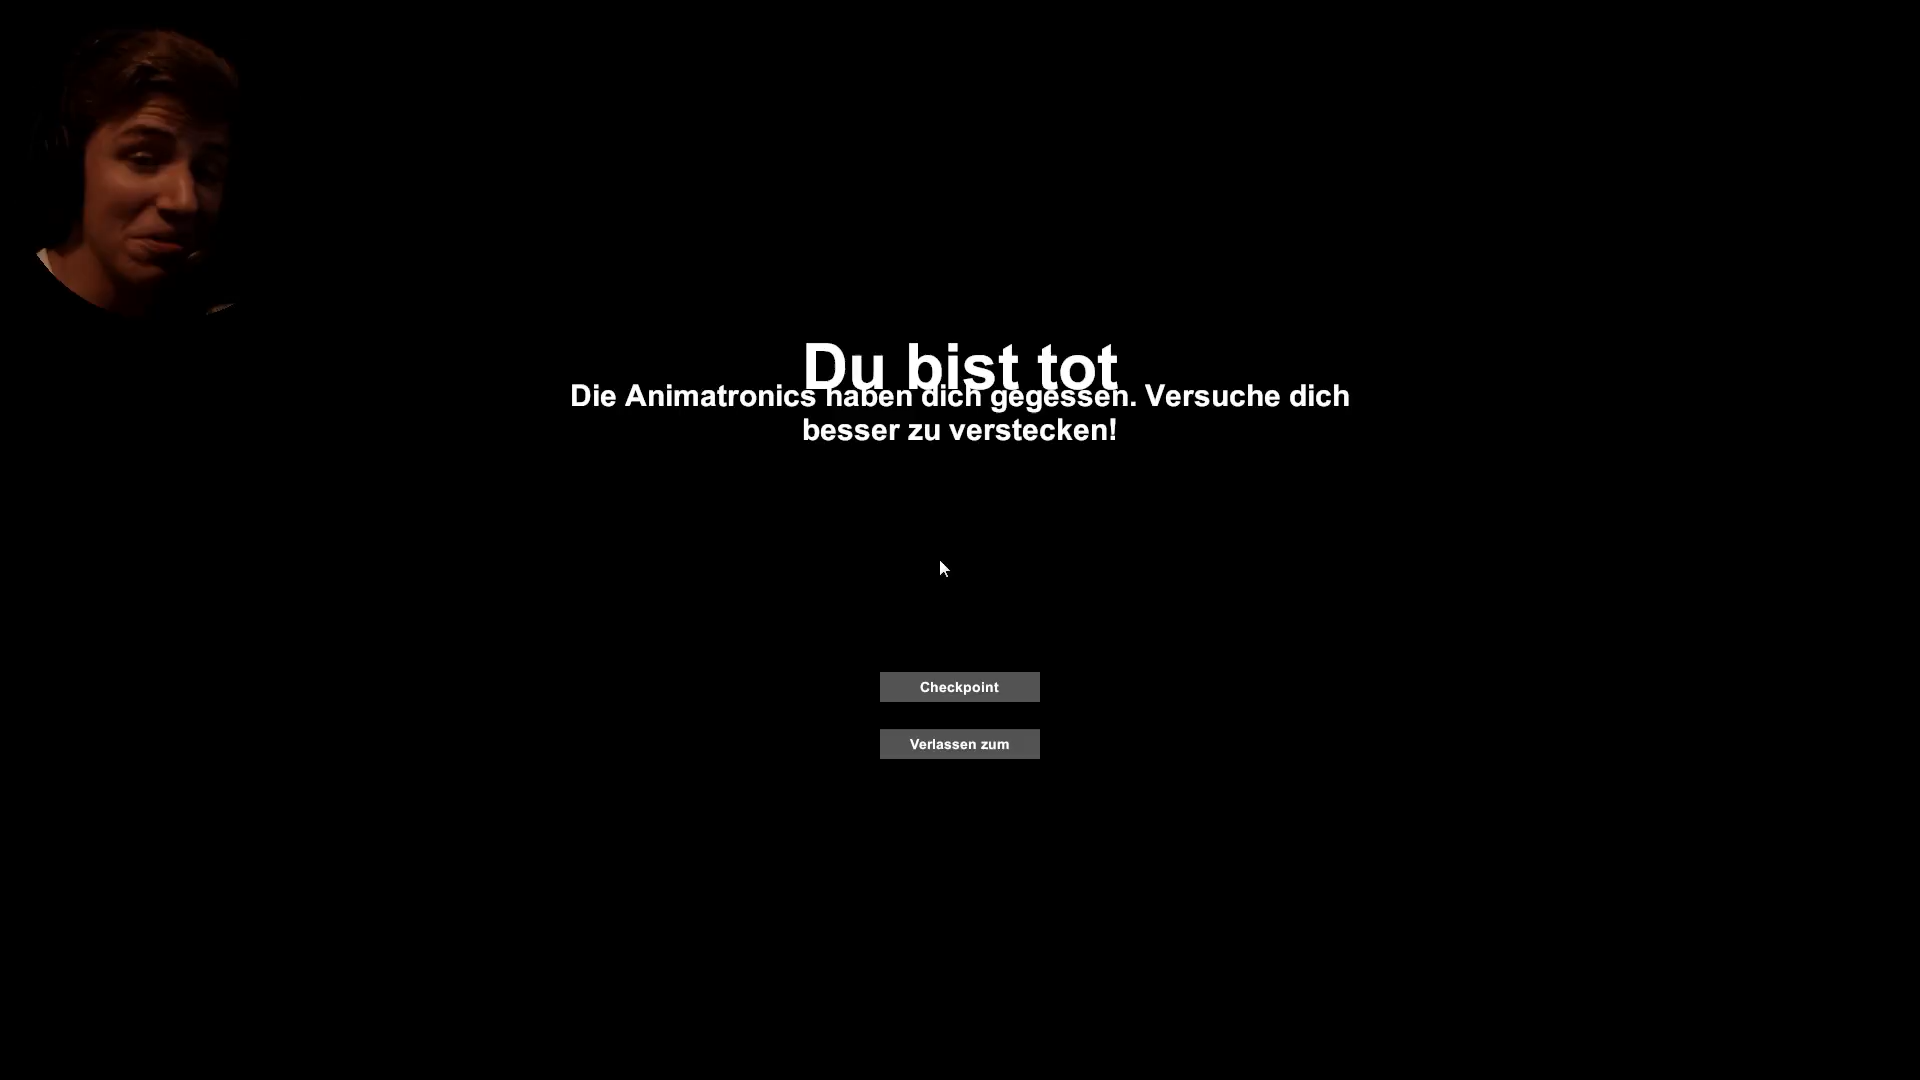 Du bist tot
Die Animatronics haben dich gegessen. Versuche dich
besser zu verstecken!
Checkpoint
Verlassen zum